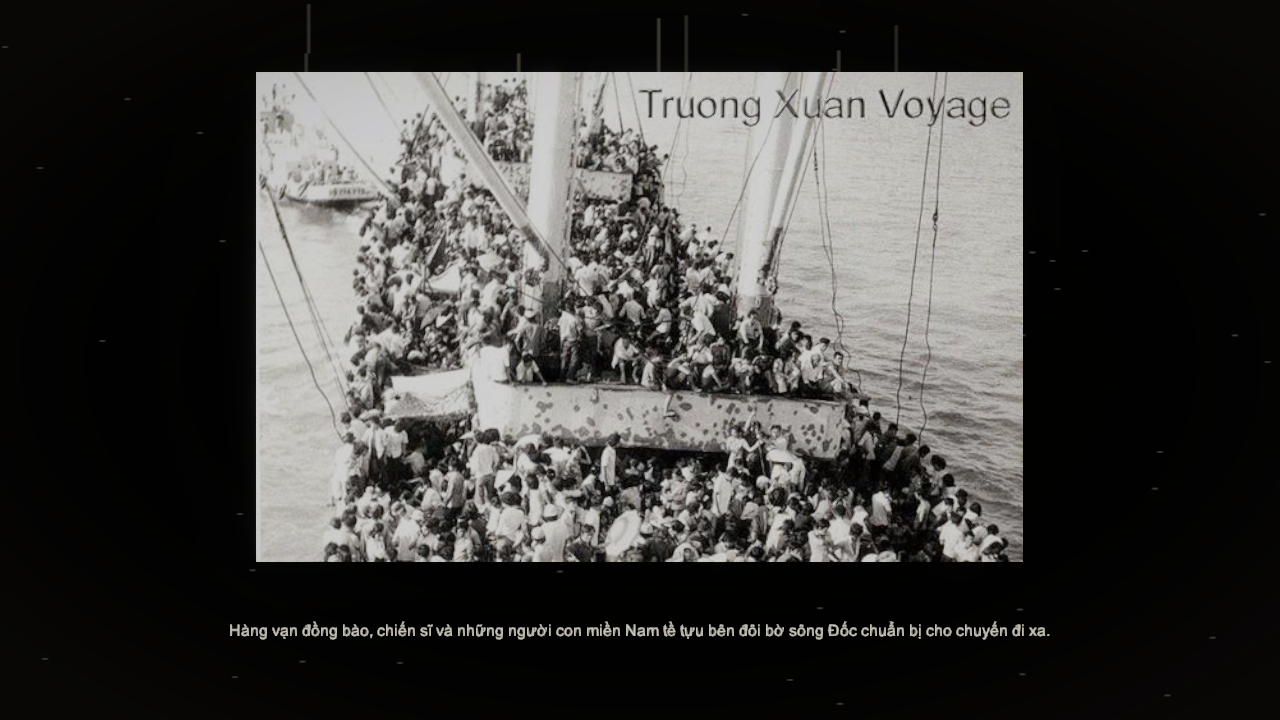 Truong Xuan Voyage
Hàng vạn đồng bào, chiến sĩ và những người con miền Nam tề tựu bên đôi bờ sông Đốc chuẩn bị cho chuyến đi xa.